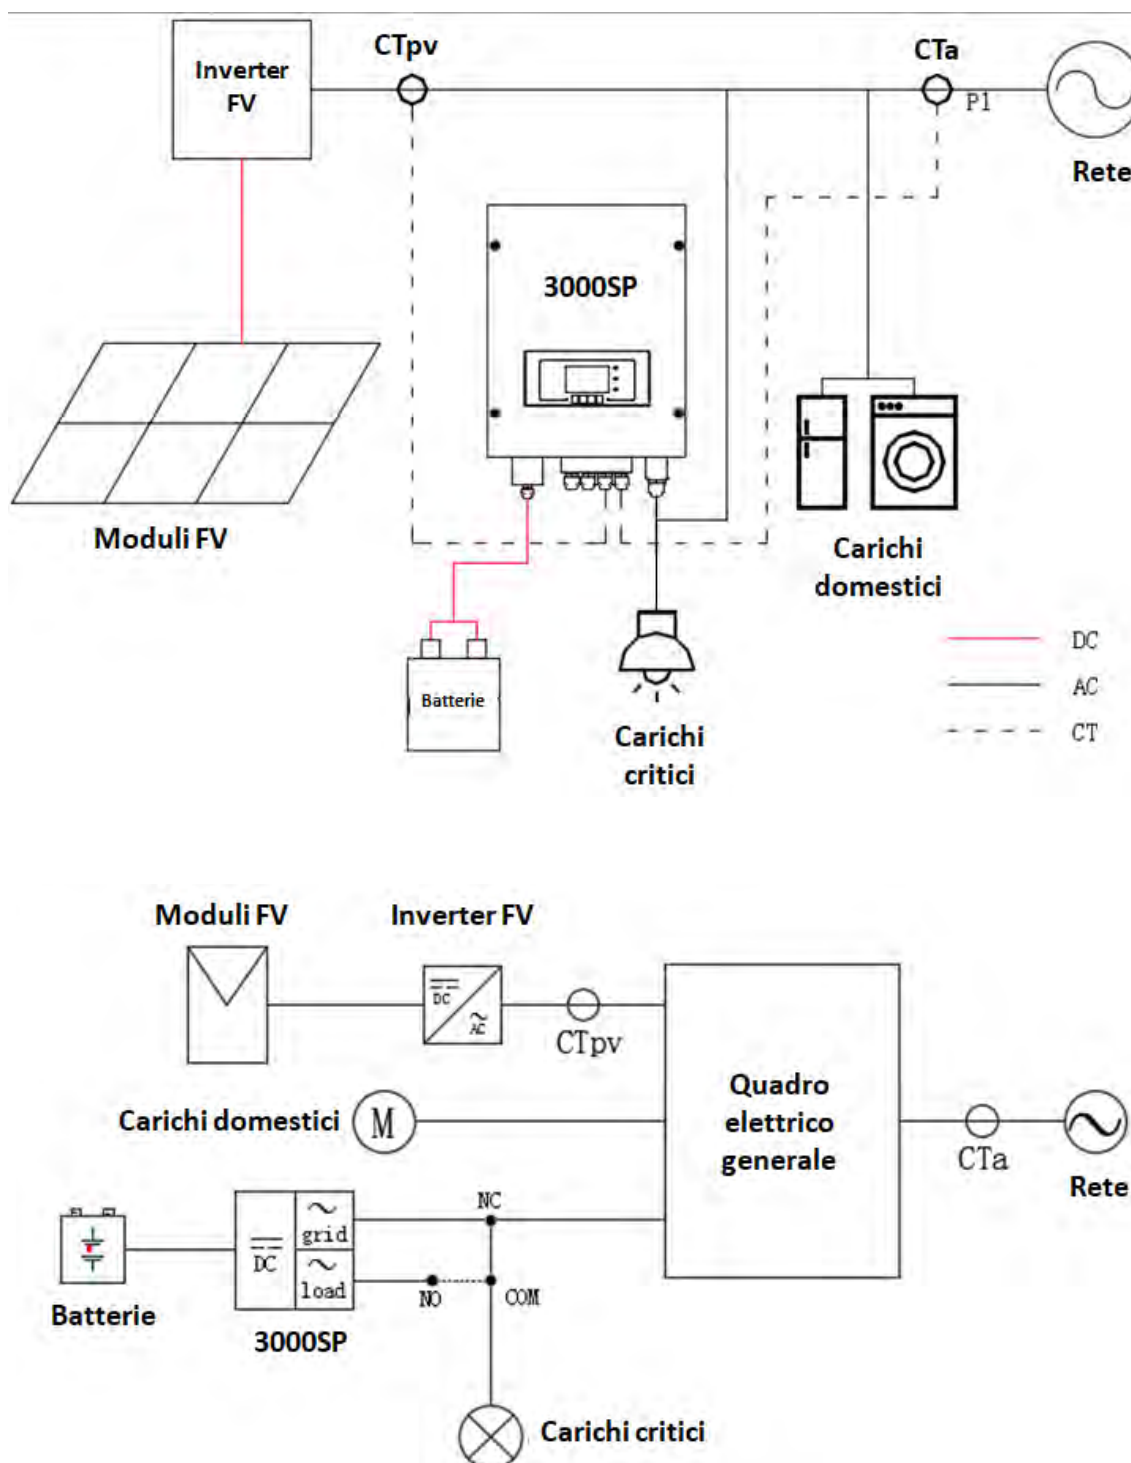 CTpv
CTa
Inverter
FV
P1
Rete
3000SP
Moduli FV
Carichi
domestici
DC
Batterie
AC
Carichi
critici
CT
Moduli FV
Inverter FV
DC
AC
CTpv
Quadro
elettrico
generale
Carichi domestici
M
CTa
Rete
NC
grid
DC
load
NO
COM
Batterie
3000SP
Carichi critici